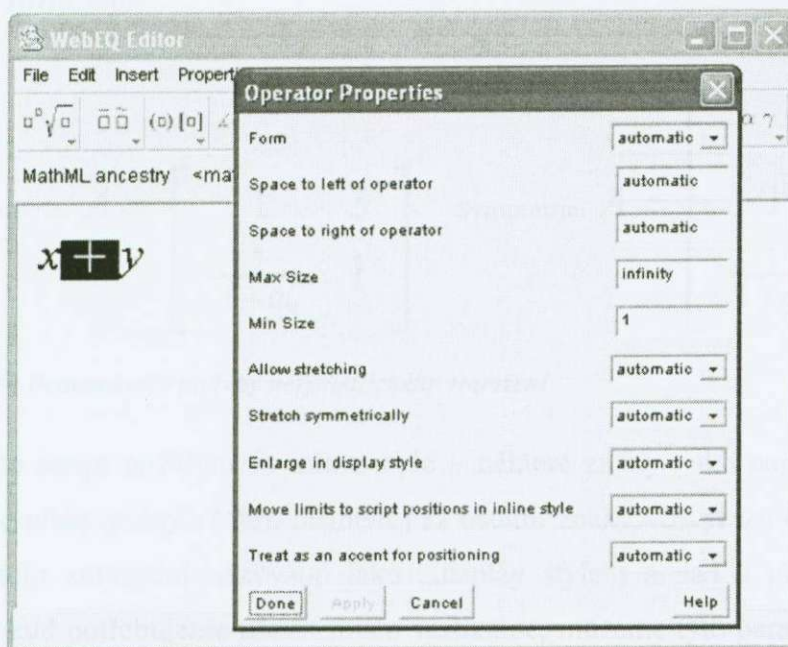 WebEQ Editor
File Edit Insert
Operator Properties
MathML ancestry
x + y
Form automatic
Space to left of operator automatic
Space to right of operator automatic
Max Size infinity
Min Size 1
Allow stretching automatic
Stretch symmetrically automatic
Enlarge in display style automatic
Move limits to script positions in inline style automatic
Treat as an accent for positioning automatic
Done Apply Cancel Help